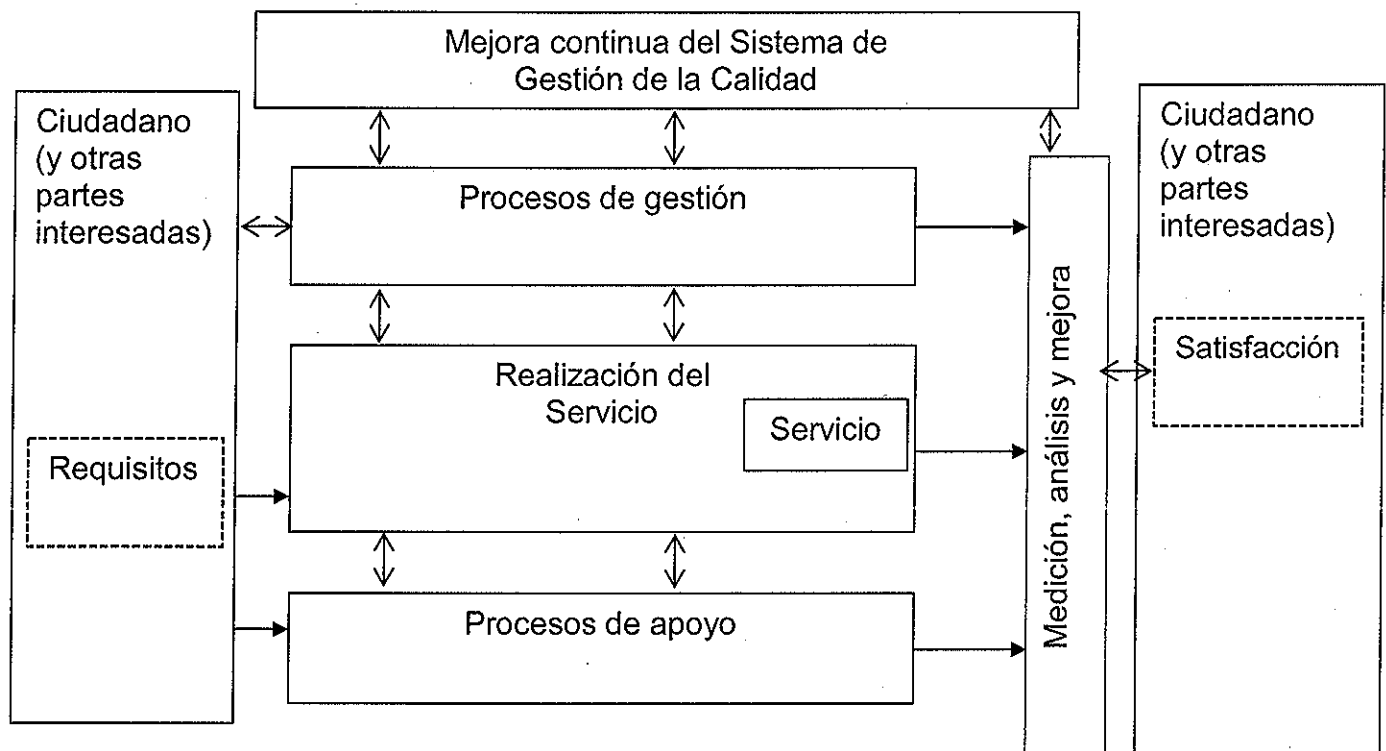 Mejora continua del Sistema de
Gestión de la Calidad
Ciudadano
(y otras
partes
interesadas)
Requisitos
Procesos de gestión
Realización del
Servicio
Servicio
Procesos de apoyo
Medición, análisis y mejora
Ciudadano
(y otras
partes
interesadas)
Satisfacción